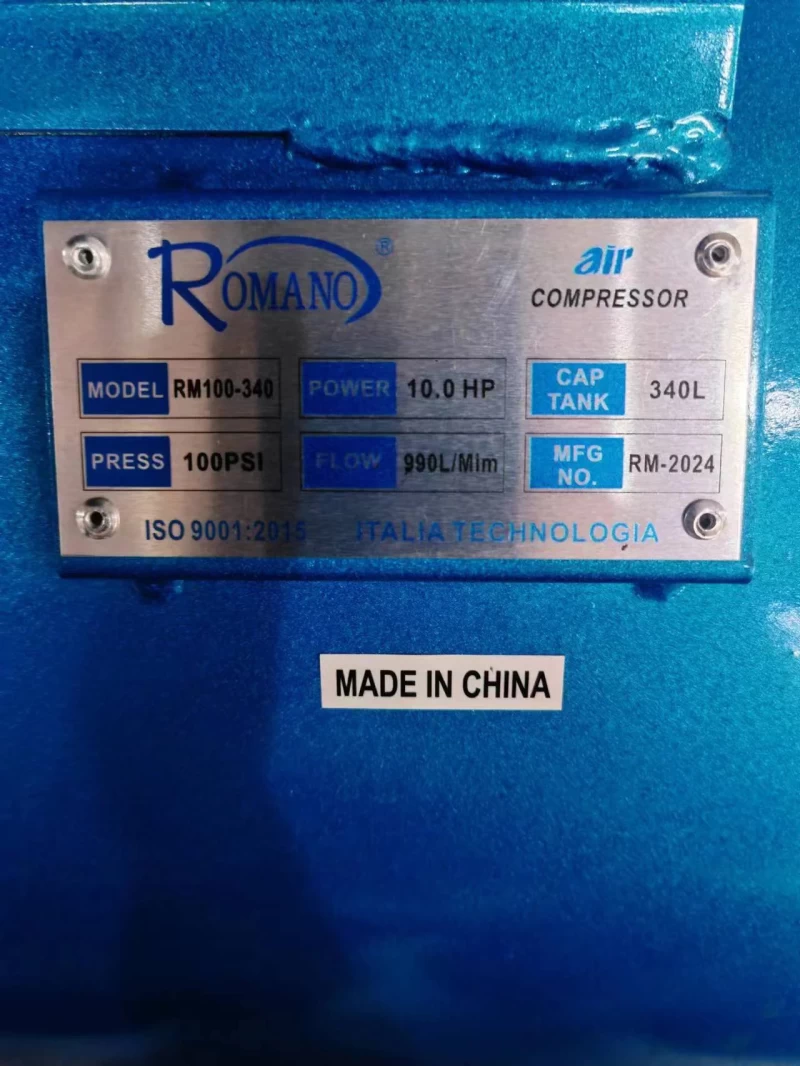 ROMANO ®
air
COMPRESSOR
MODEL RM100-340 POWER 10.0 HP CAP TANK 340L
PRESS 100PSI FLOW 990L/MIm MFG NO. RM-2024
ISO 9001:2015 ITALIA TECHNOLOGIA
MADE IN CHINA